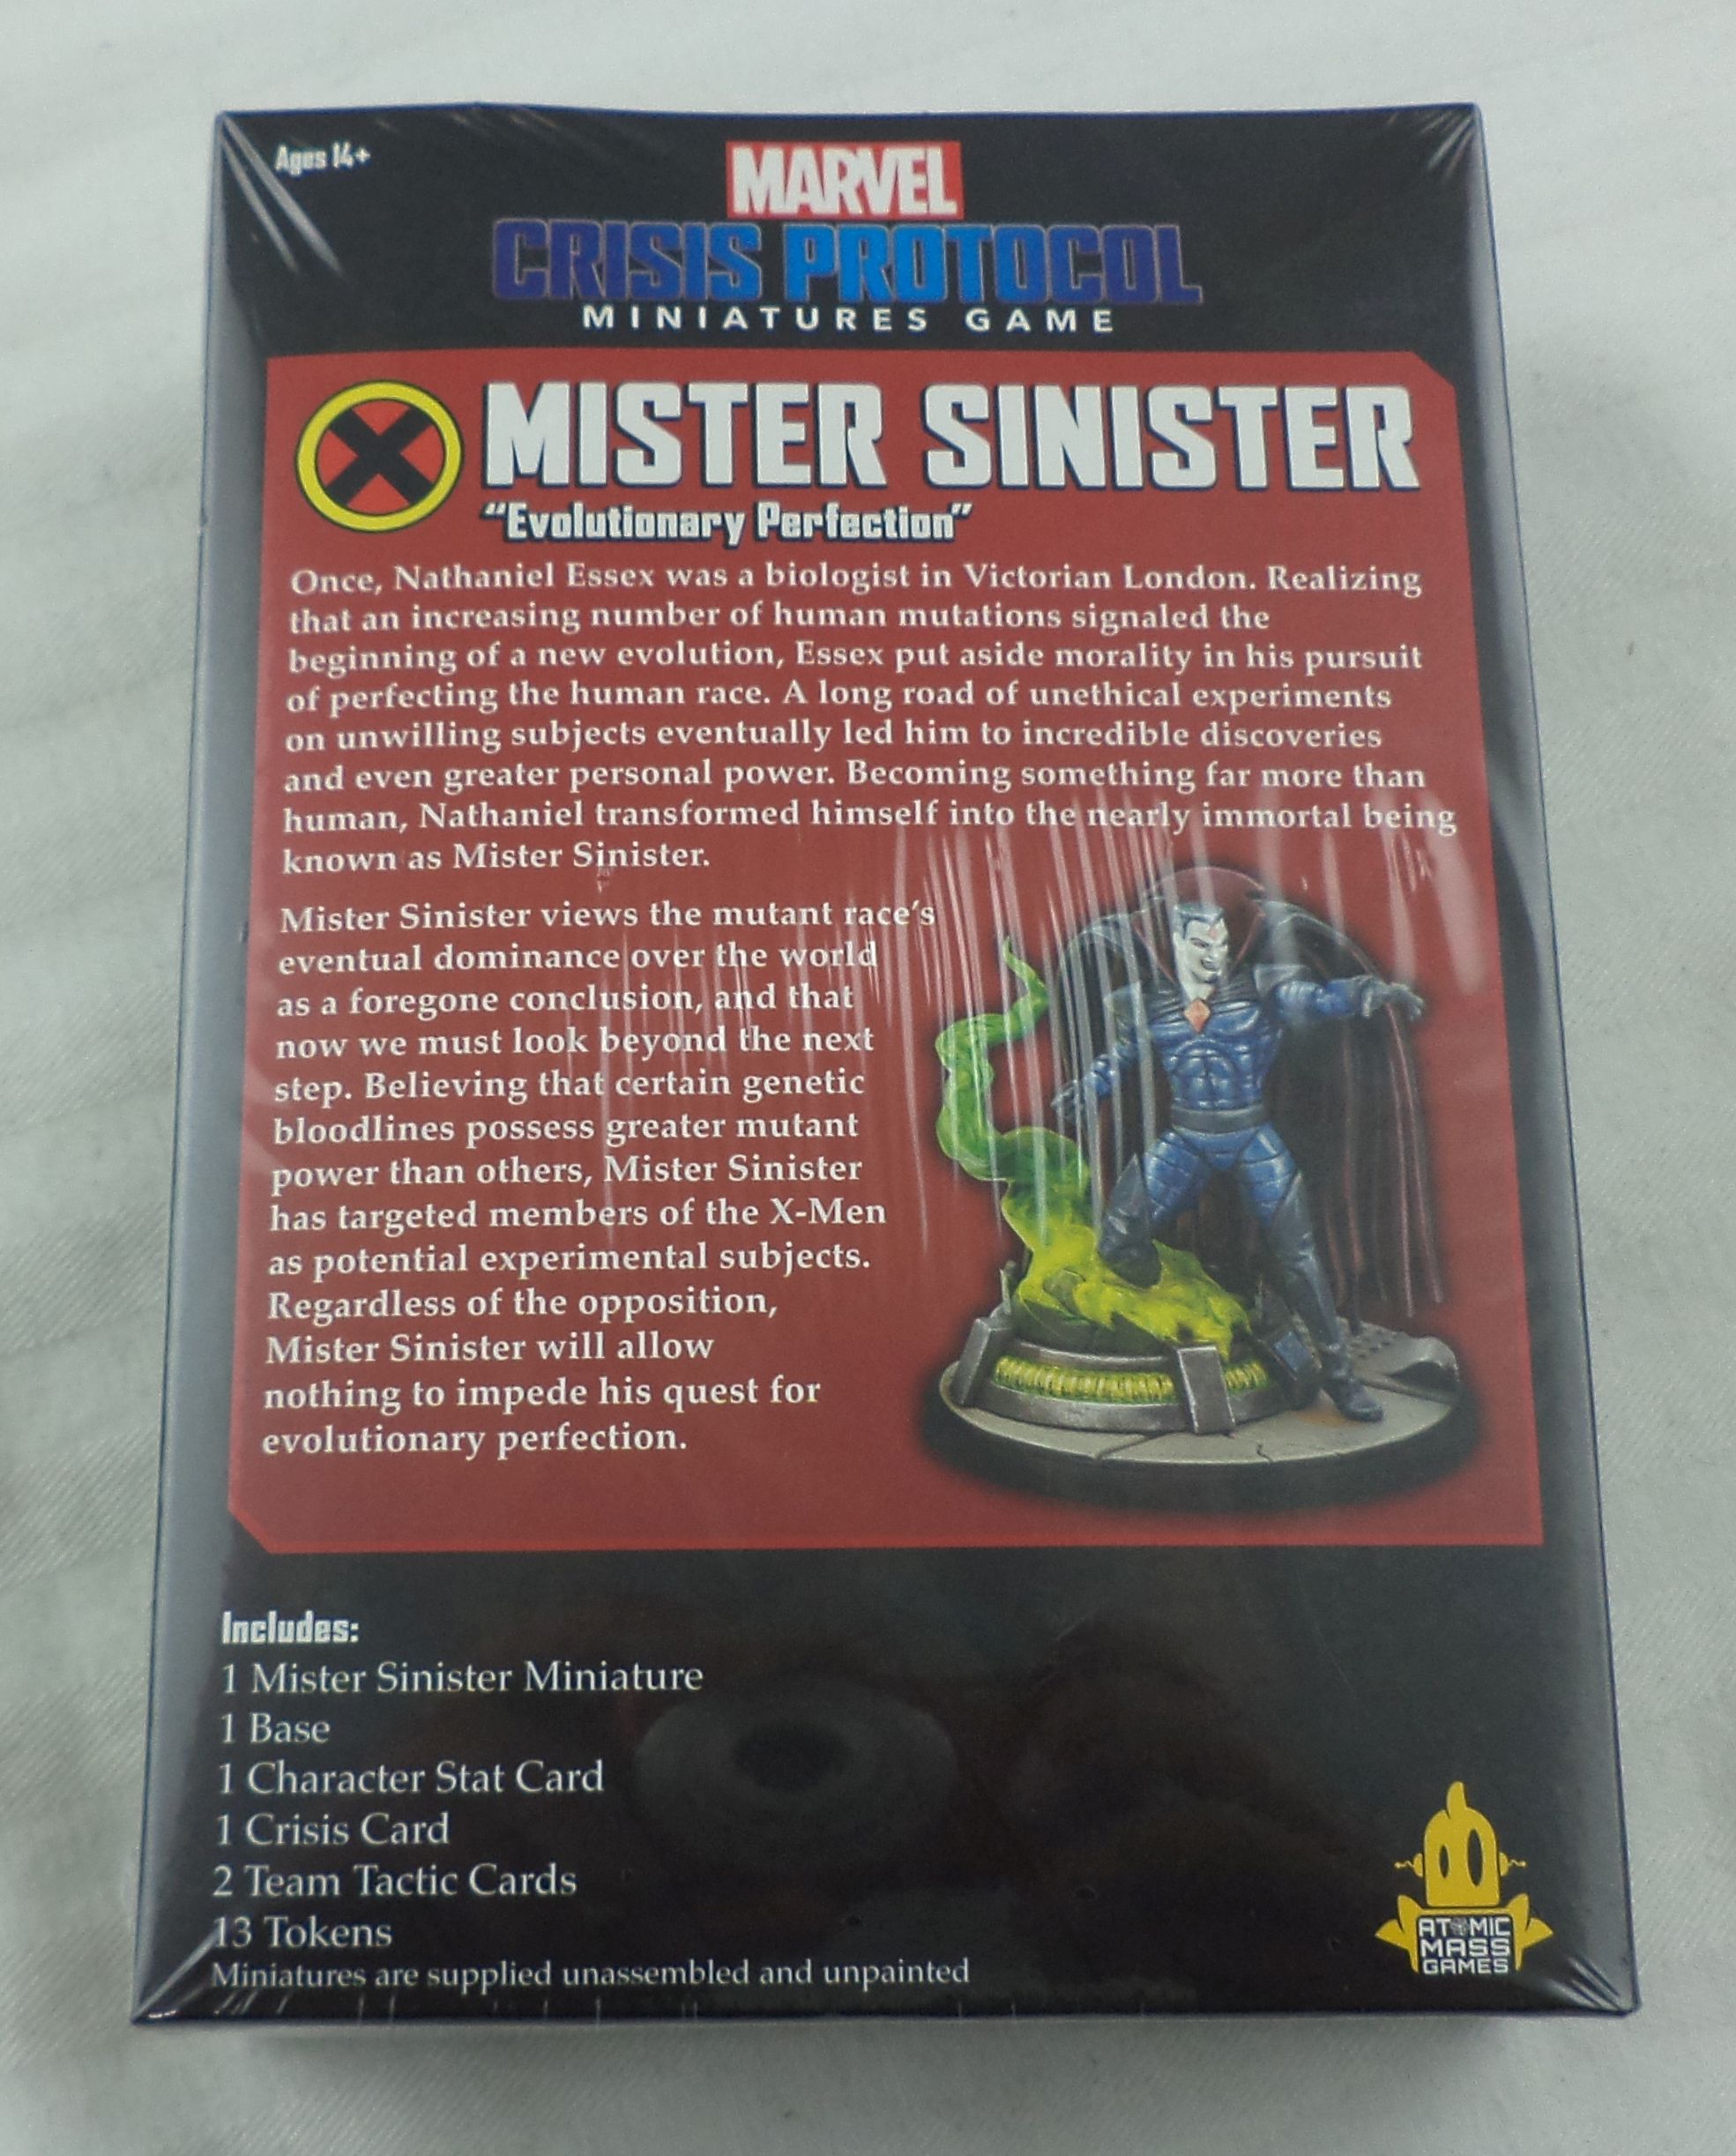 Ages 14+
MARVEL
CRISIS PROTOCOL
MINIATURES GAME
MISTER SINISTER
"Evolutionary Perfection"
Once, Nathaniel Essex was a biologist in Victorian London. Realizing
that an increasing number of human mutations signaled the
beginning of a new evolution, Essex put aside morality in his pursuit
of perfecting the human race. A long road of unethical experiments
on unwilling subjects eventually led him to incredible discoveries
and even greater personal power. Becoming something far more than
human, Nathaniel transformed himself into the nearly immortal being
known as Mister Sinister.
Mister Sinister views the mutant race's
eventual dominance over the world
as a foregone conclusion, and that
now we must look beyond the next
step. Believing that certain genetic
bloodlines possess greater mutant
power than others, Mister Sinister
has targeted members of the X-Men
as potential experimental subjects.
Regardless of the opposition,
Mister Sinister will allow
nothing to impede his quest for
evolutionary perfection.
Includes:
1 Mister Sinister Miniature
1 Base
1 Character Stat Card
1 Crisis Card
2 Team Tactic Cards
13 Tokens
Miniatures are supplied unassembled and unpainted
ATOMIC
MASS
GAMES